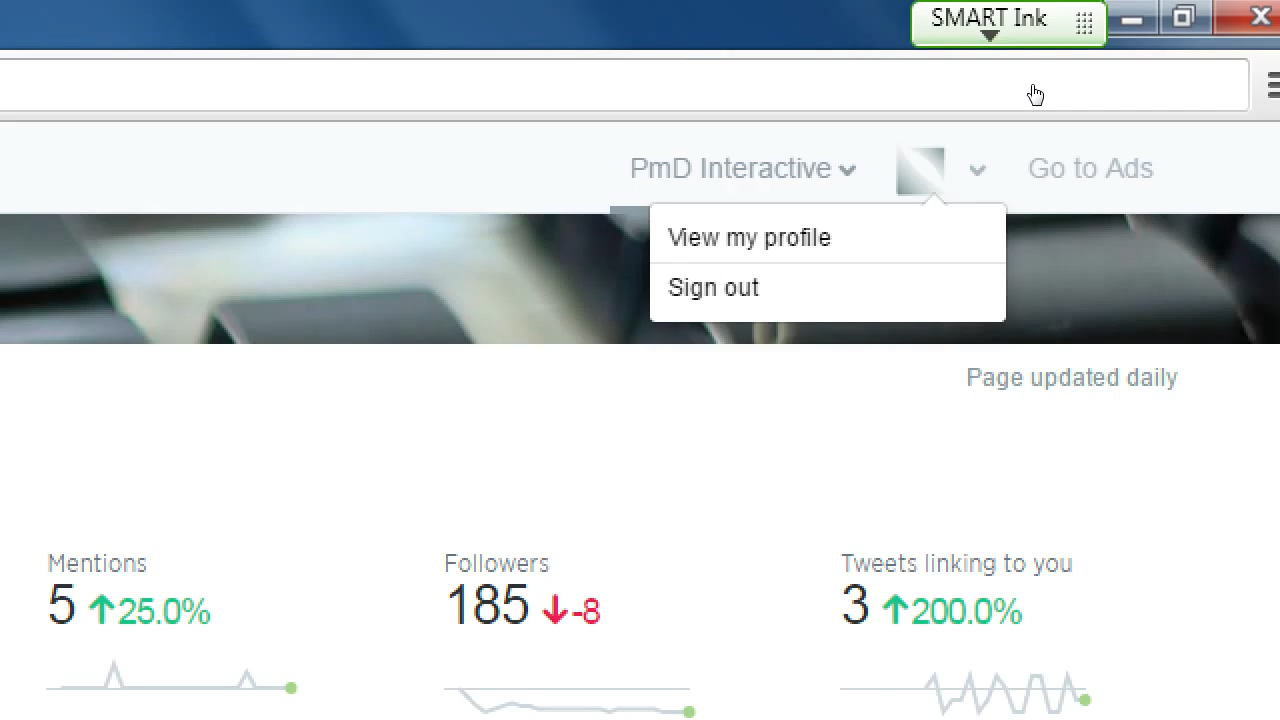 SMART Ink
PmD Interactive
Go to Ads
View my profile
Sign out
Page updated daily
Mentions
5 25.0%
Followers
185 -8
Tweets linking to you
3 200.0%